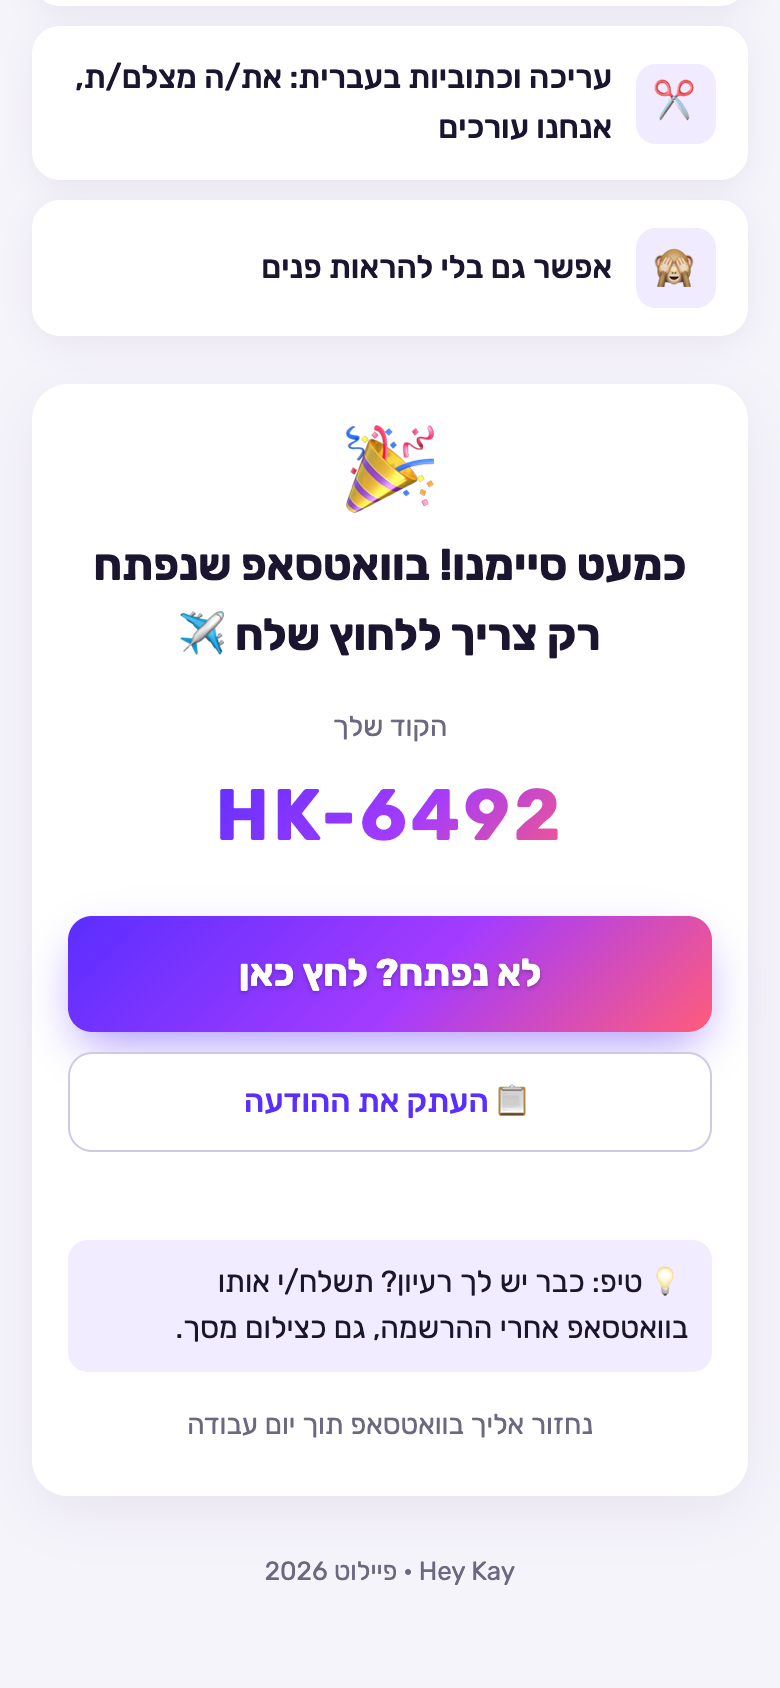 עריכה וכתוביות בעברית: את/ה מצלם/ת,
אנחנו עורכים
אפשר גם בלי להראות פנים
כמעט סיימנו! בוואטסאפ שנפתח
רק צריך ללחוץ שלח ✈️
הקוד שלך
HK-6492
לא נפתח? לחץ כאן
📋 העתק את ההודעה
💡 טיפ: כבר יש לך רעיון? תשלח/י אותו
בוואטסאפ אחרי ההרשמה, גם כצילום מסך.
נחזור אליך בוואטסאפ תוך יום עבודה
Hey Kay • פיילוט 2026